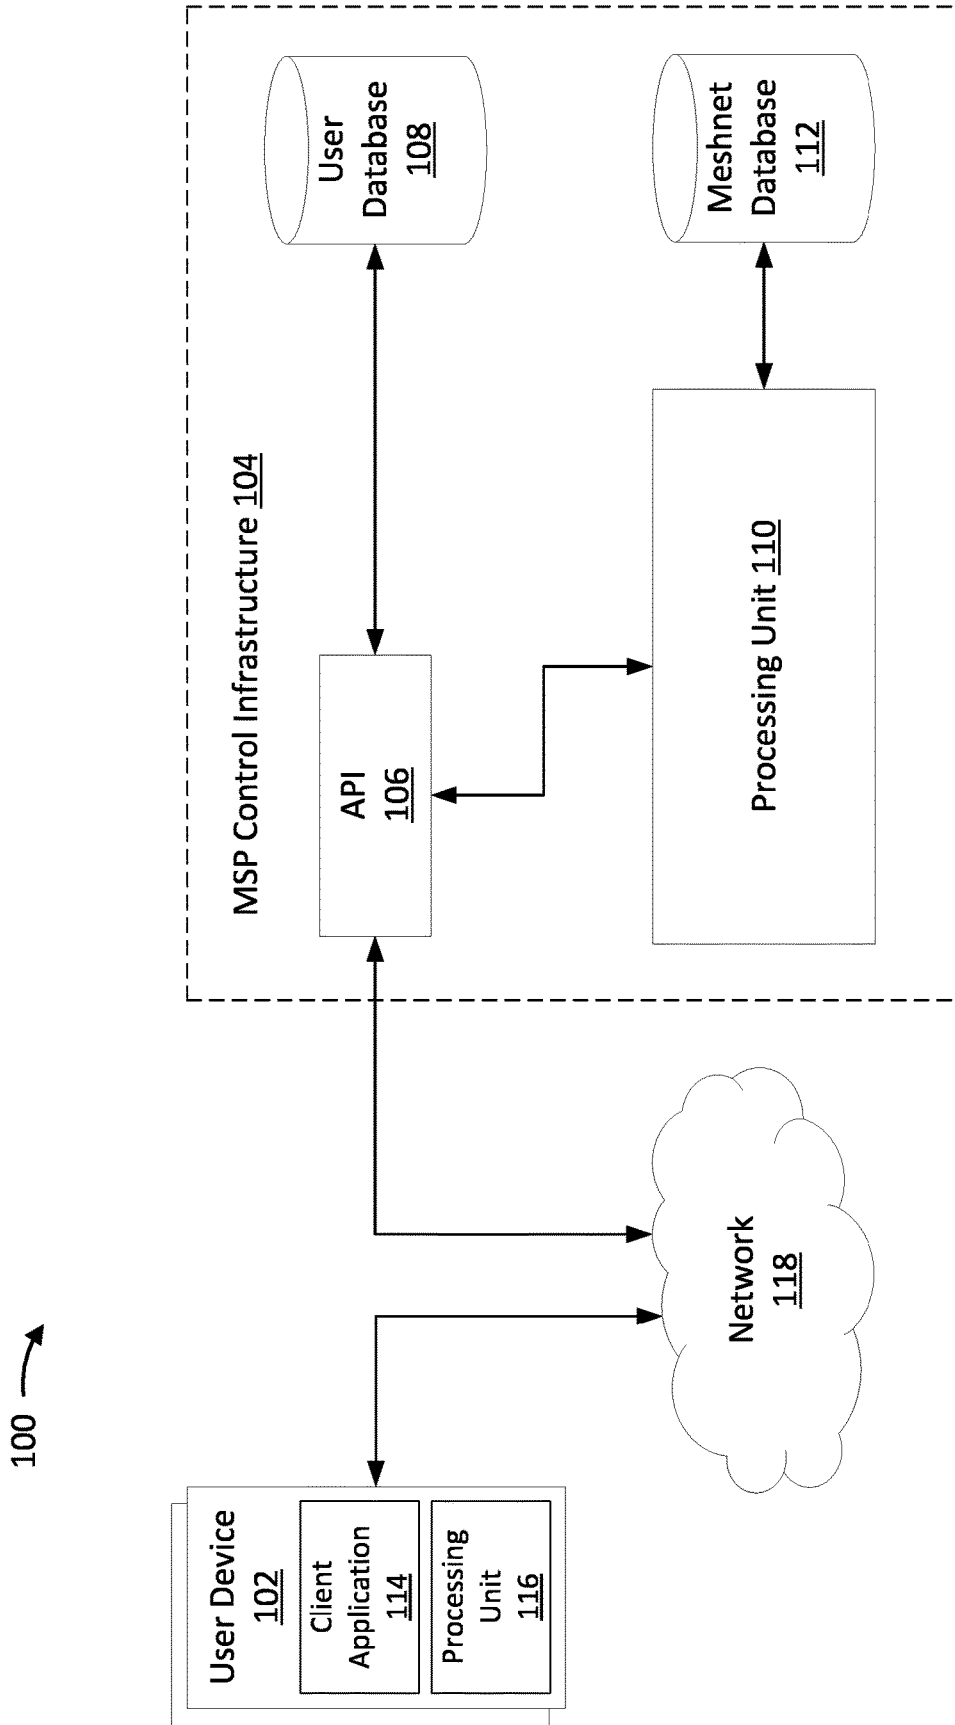 100
User Device
102
Client
Application
114
Processing
Unit
116
Network
118
MSP Control Infrastructure 104
API
106
User
Database
108
Processing Unit 110
Meshnet
Database
112